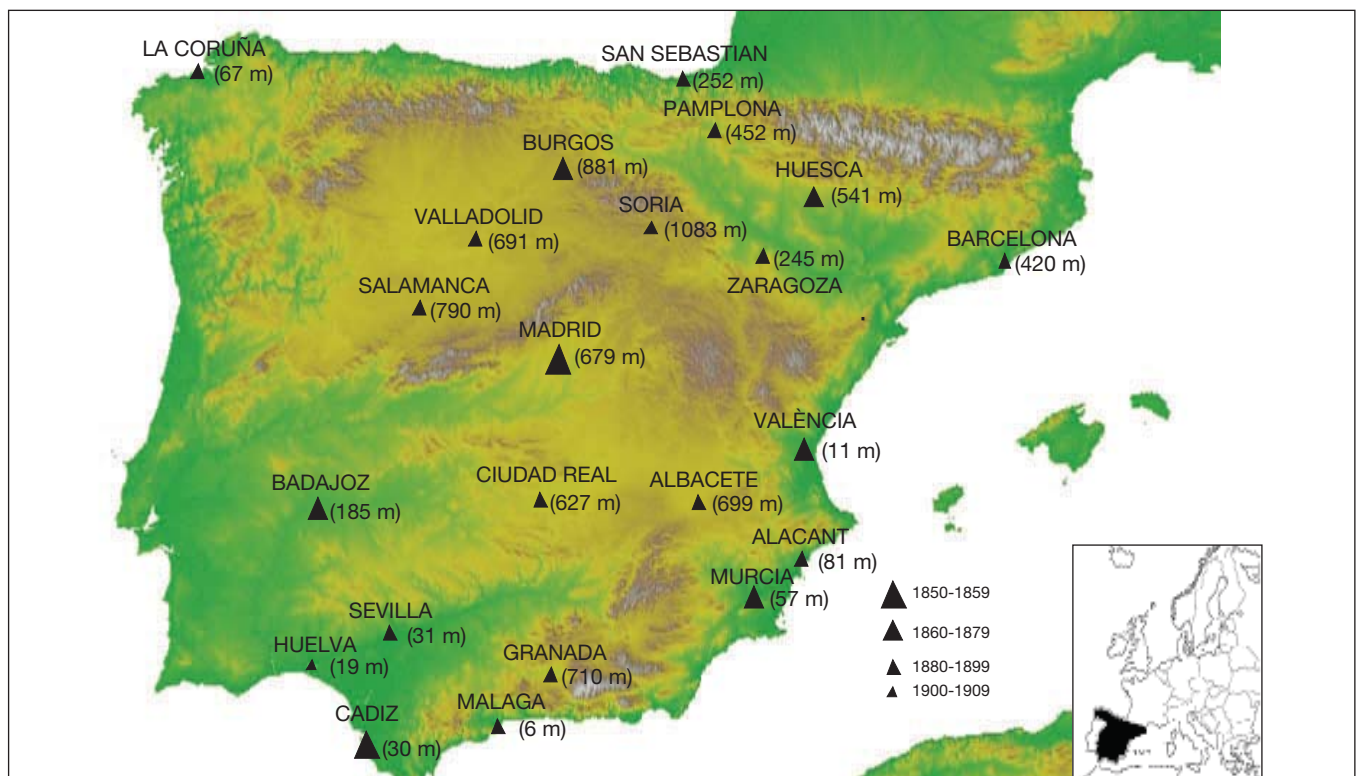 LA CORUÑA
(67 m)
SAN SEBASTIAN
(252 m)
PAMPLONA
(452 m)
BURGOS
(881 m)
HUESCA
(541 m)
SORIA
(1083 m)
VALLADOLID
(691 m)
BARCELONA
(420 m)
(245 m)
ZARAGOZA
SALAMANCA
(790 m)
MADRID
(679 m)
VALÈNCIA
(11 m)
BADAJOZ
(185 m)
CIUDAD REAL
(627 m)
ALBACETE
(699 m)
ALACANT
(81 m)
MURCIA
(57 m)
SEVILLA
(31 m)
HUELVA
(19 m)
GRANADA
(710 m)
MALAGA
(6 m)
CADIZ
(30 m)
1850-1859
1860-1879
1880-1899
1900-1909